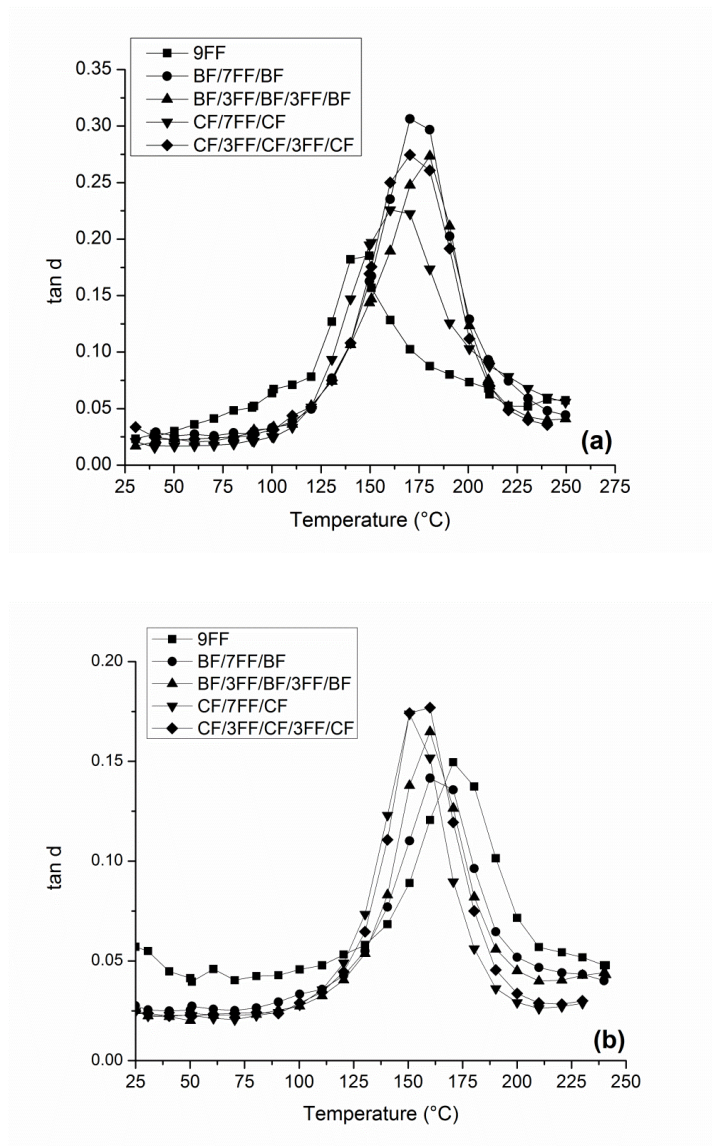 9FF
BF/7FF/BF
BF/3FF/BF/3FF/BF
CF/7FF/CF
CF/3FF/CF/3FF/CF
0.35
0.30
0.25
0.20
0.15
0.10
0.05
0.00
tan d
25 50 75 100 125 150 175 200 225 250 275
Temperature (°C)
(a)
9FF
BF/7FF/BF
BF/3FF/BF/3FF/BF
CF/7FF/CF
CF/3FF/CF/3FF/CF
0.20
0.15
0.10
0.05
0.00
tan d
25 50 75 100 125 150 175 200 225 250
Temperature (°C)
(b)